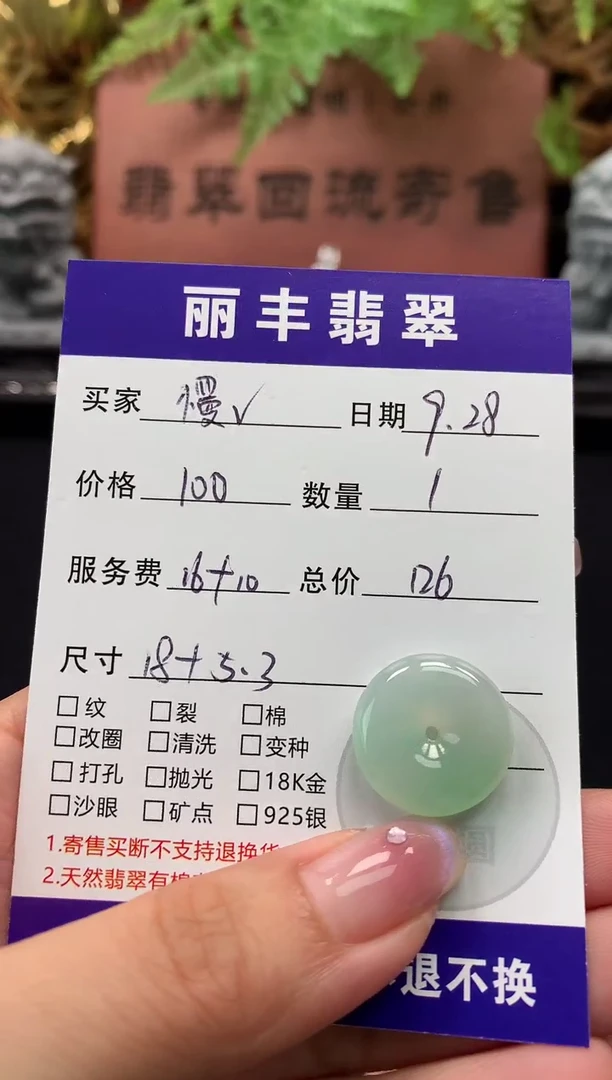 翡翠回流寄售
丽丰翡翠
买家 慢√ 日期 9.28
价格 100 数量 1
服务费 16+10 总价 126
尺寸 18+5.3
□纹 □裂 □棉
□改圈 □清洗 □变种
□打孔 □抛光 □18K金
□沙眼 □矿点 □925银
1.寄售买断不支持退换货
2.天然翡翠有棉
退不换